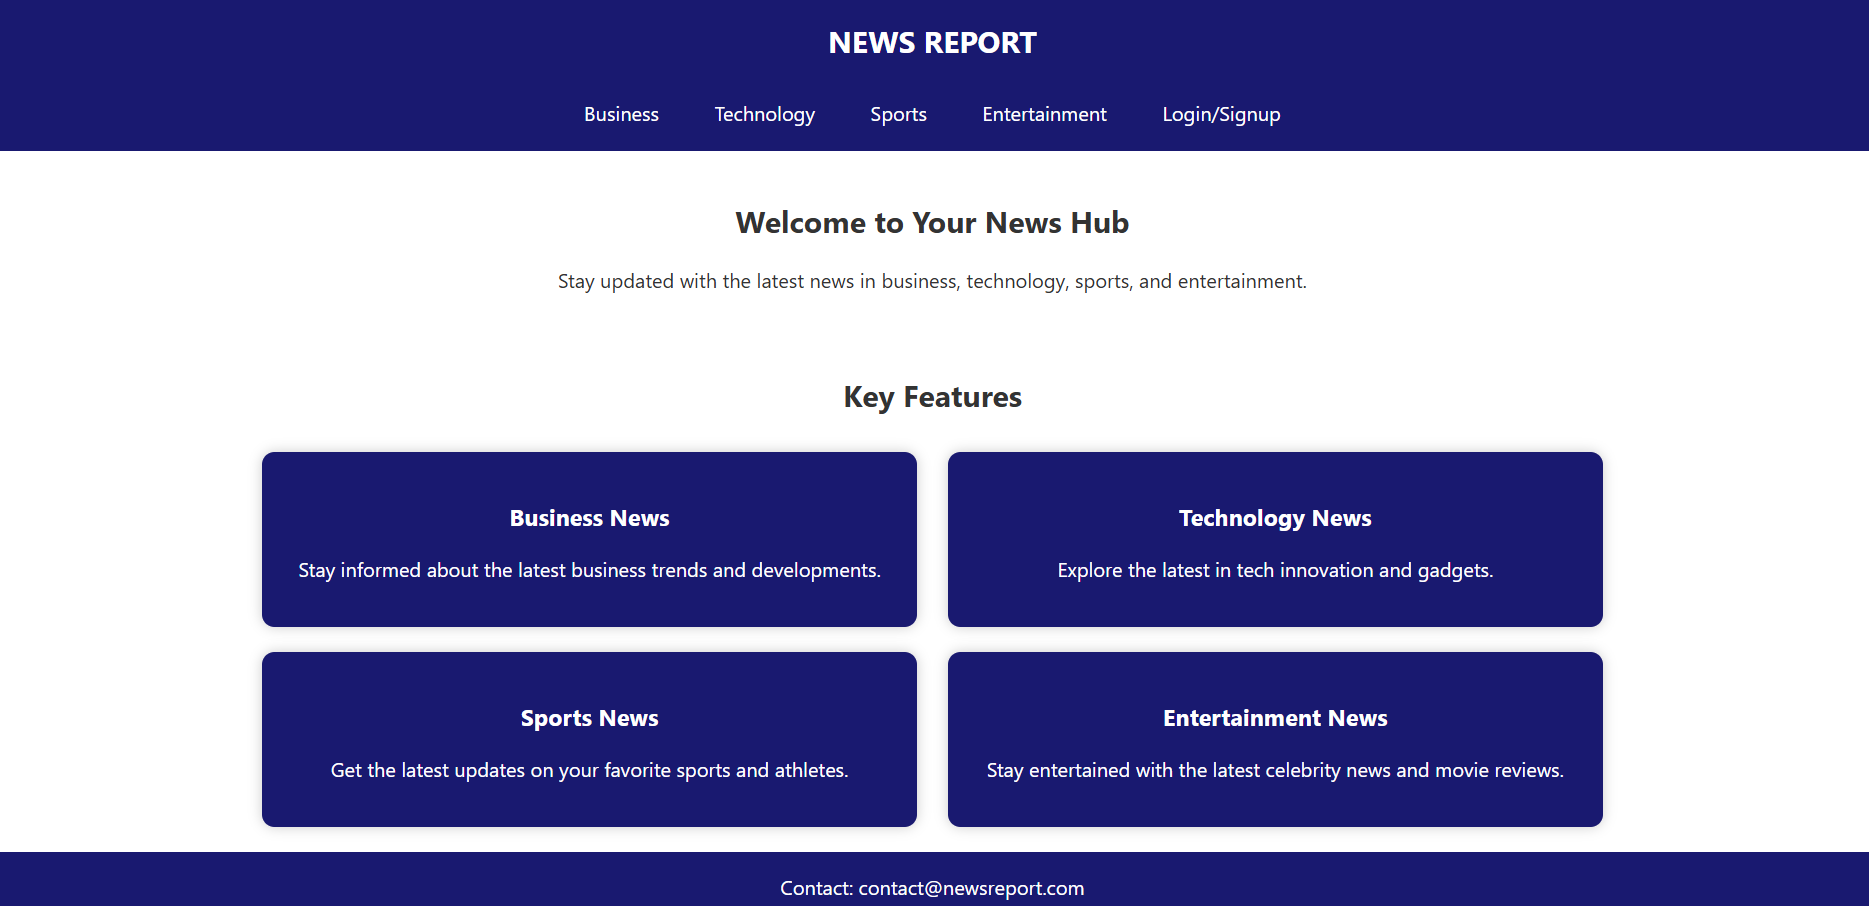 NEWS REPORT
Business Technology Sports Entertainment Login/Signup
Welcome to Your News Hub
Stay updated with the latest news in business, technology, sports, and entertainment.
Key Features
Business News
Stay informed about the latest business trends and developments.
Technology News
Explore the latest in tech innovation and gadgets.
Sports News
Get the latest updates on your favorite sports and athletes.
Entertainment News
Stay entertained with the latest celebrity news and movie reviews.
Contact: contact@newsreport.com